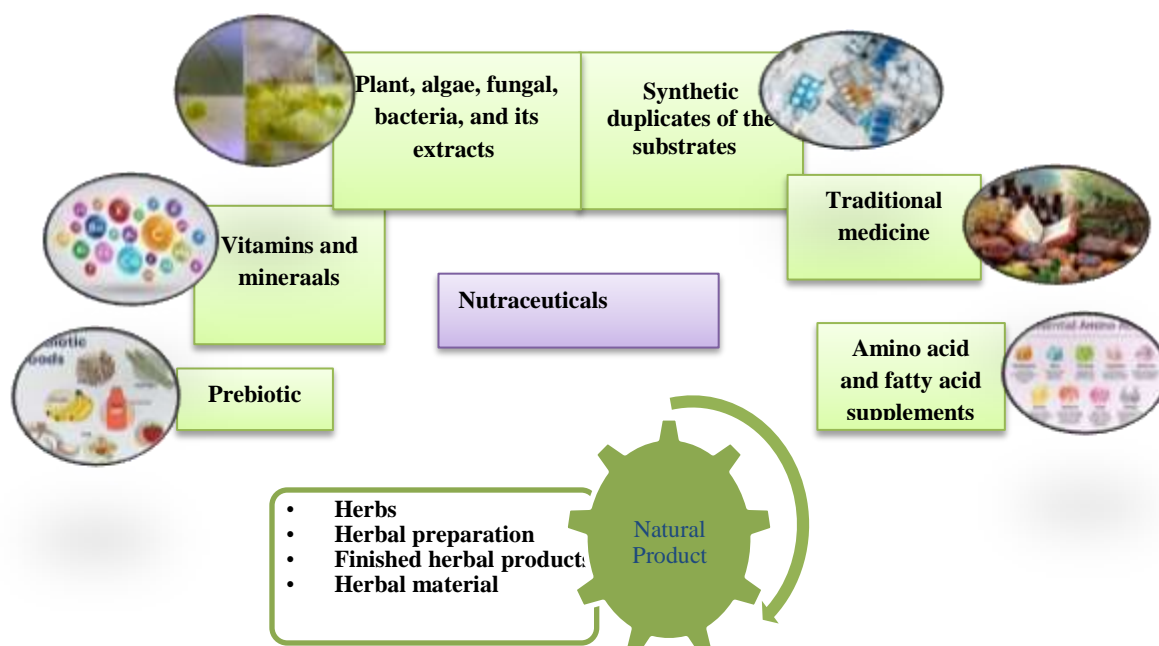 Plant, algae, fungal,
bacteria, and its
extracts
Synthetic
duplicates of the
substrates
Traditional
medicine
Vitamins and
mineraals
Nutraceuticals
Amino acid
and fatty acid
supplements
Prebiotic
• Herbs
• Herbal preparation
• Finished herbal products
• Herbal material
Natural
Product